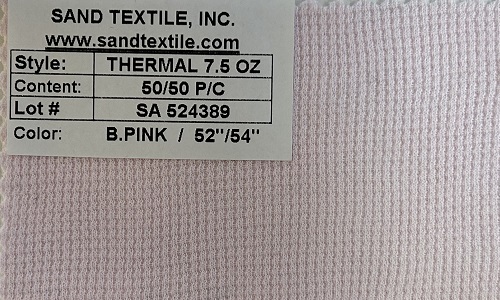 SAND TEXTILE, INC.
www.sandtextile.com
Style: THERMAL 7.5 OZ
Content: 50/50 P/C
Lot # SA 524389
Color: B.PINK / 52"/54"